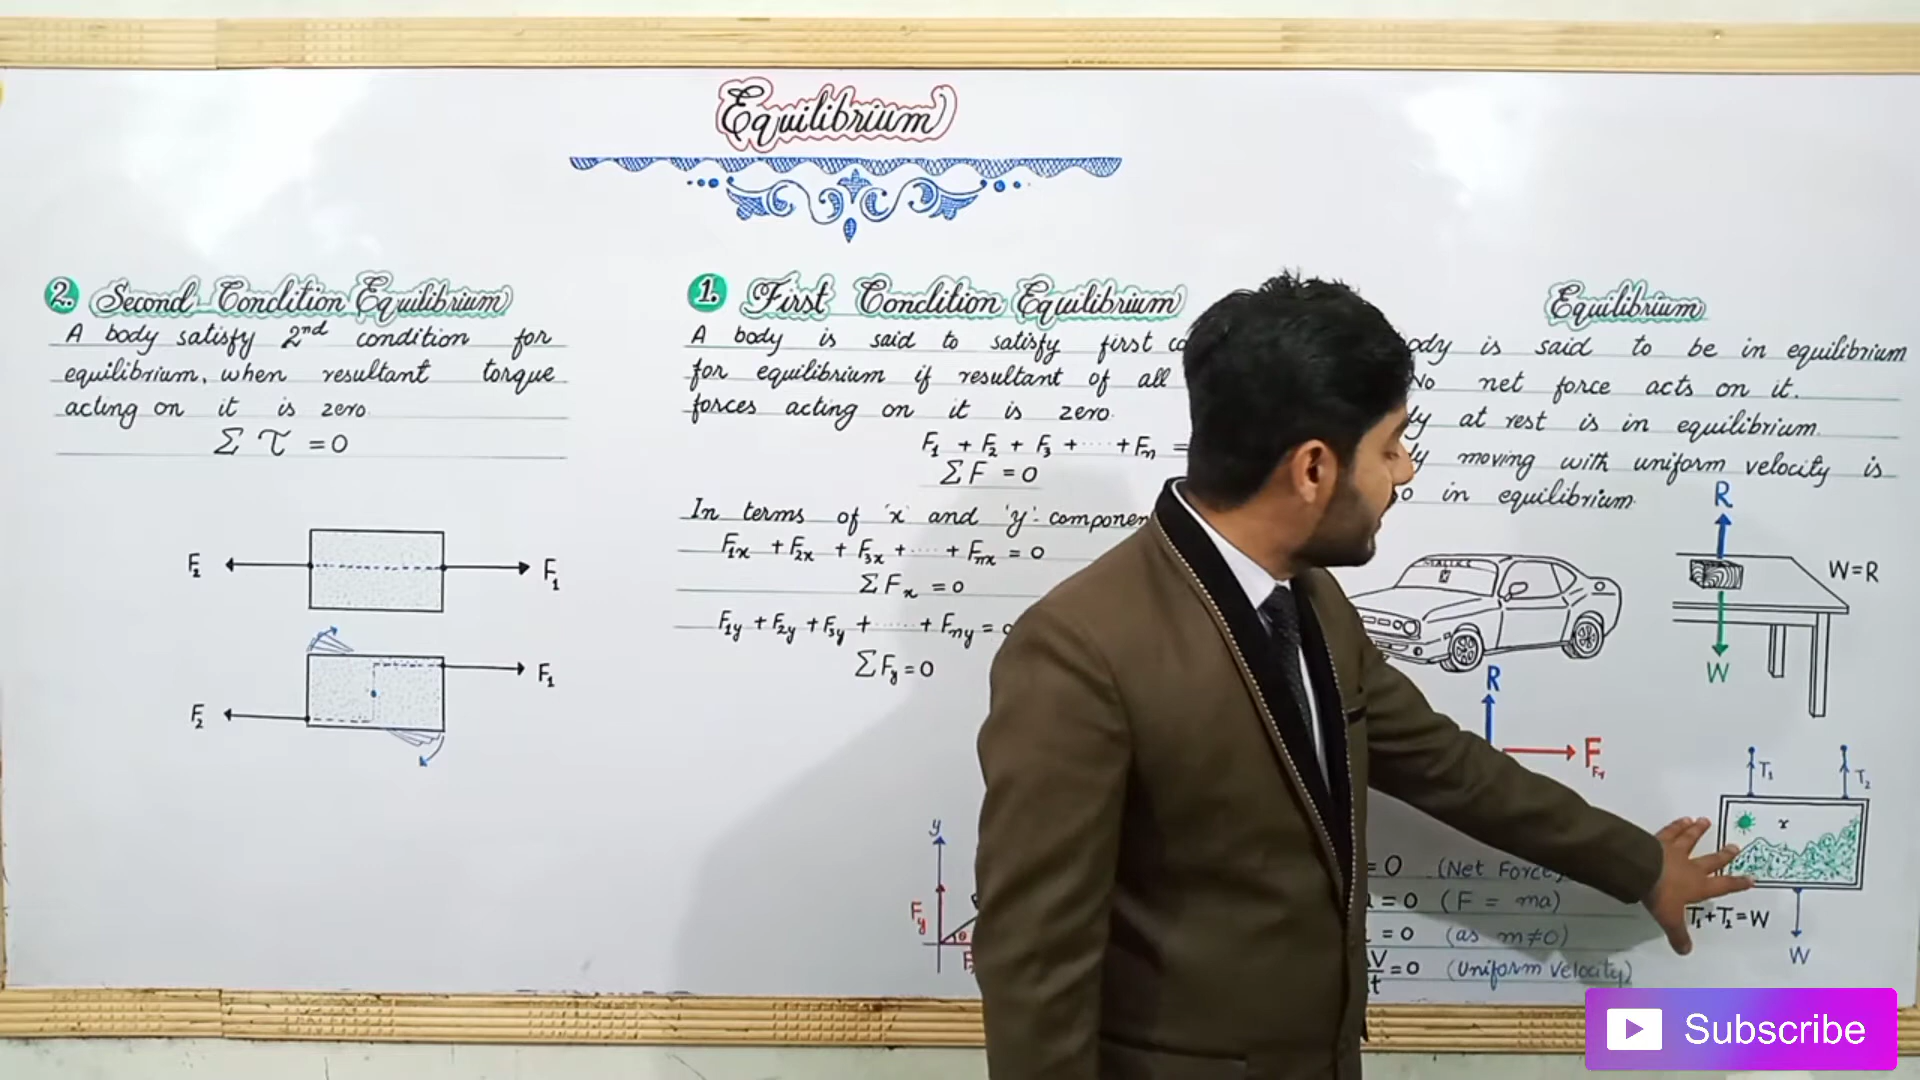 Equilibrium
2. Second Condition Equilibrium
A body satisfy 2nd condition for
equilibrium, when resultant torque
acting on it is zero.
Σ τ = 0
F2 F1
F2 F1
1. First Condition Equilibrium
A body is said to satisfy first
for equilibrium if resultant of all
forces acting on it is zero.
F1 + F2 + F3 + ..... + Fn =
ΣF = 0
In terms of 'x' and 'y'
F1x + F2x + F3x + ..... + Fnx = 0
ΣFx = 0
F1y + F2y + F3y + ...... + Fny = 0
ΣFy = 0
y
Fy
θ
Equilibrium
is said to be in equilibrium
No net force acts on it.
at rest is in equilibrium.
moving with uniform velocity is
in equilibrium.
R
W=R
W
R
F
T1 T2
= 0 (Net Force)
= 0 (F = ma)
= 0 (as m≠0)
= 0 (Uniform Velocity)
T1+T2=W
W
Subscribe